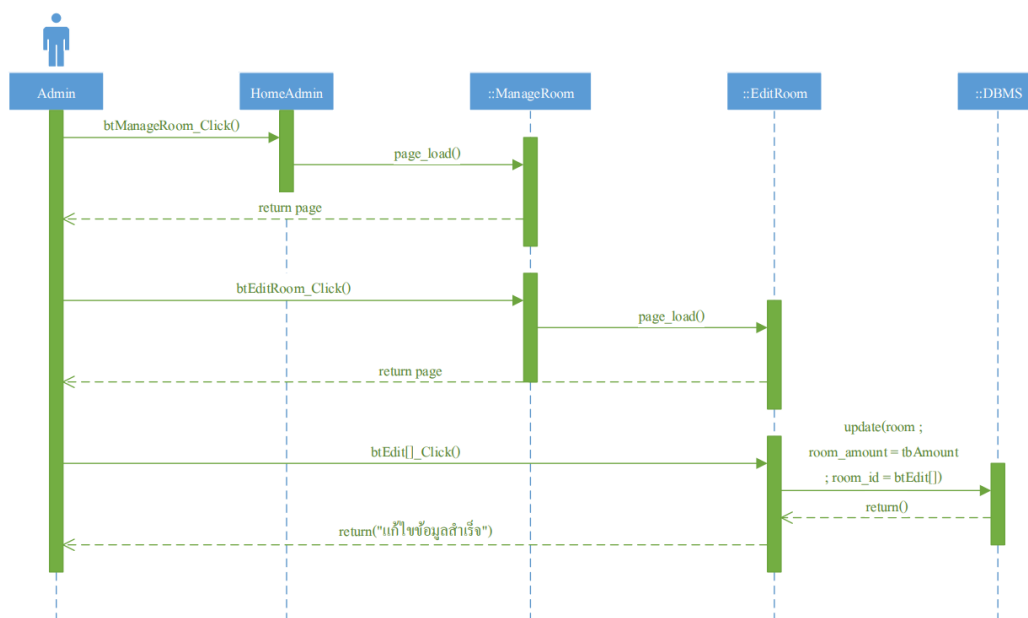 Admin
HomeAdmin
::ManageRoom
::EditRoom
::DBMS
btManageRoom_Click()
page_load()
return page
btEditRoom_Click()
page_load()
return page
update(room ;
btEdit[]_Click()
room_amount = tbAmount
; room_id = btEdit[])
return()
return("แก้ไขข้อมูลสำเร็จ")